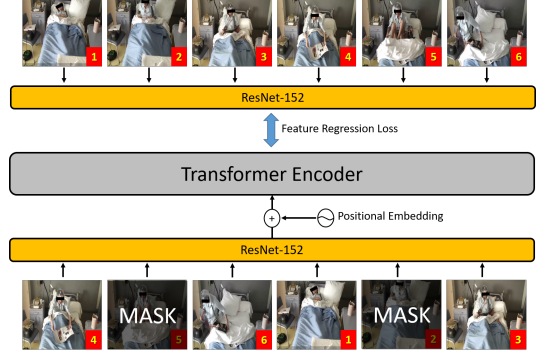 1 2 3 4 5 6
ResNet-152
Feature Regression Loss
Transformer Encoder
+ Positional Embedding
ResNet-152
4 MASK 5 6 1 MASK 2 3